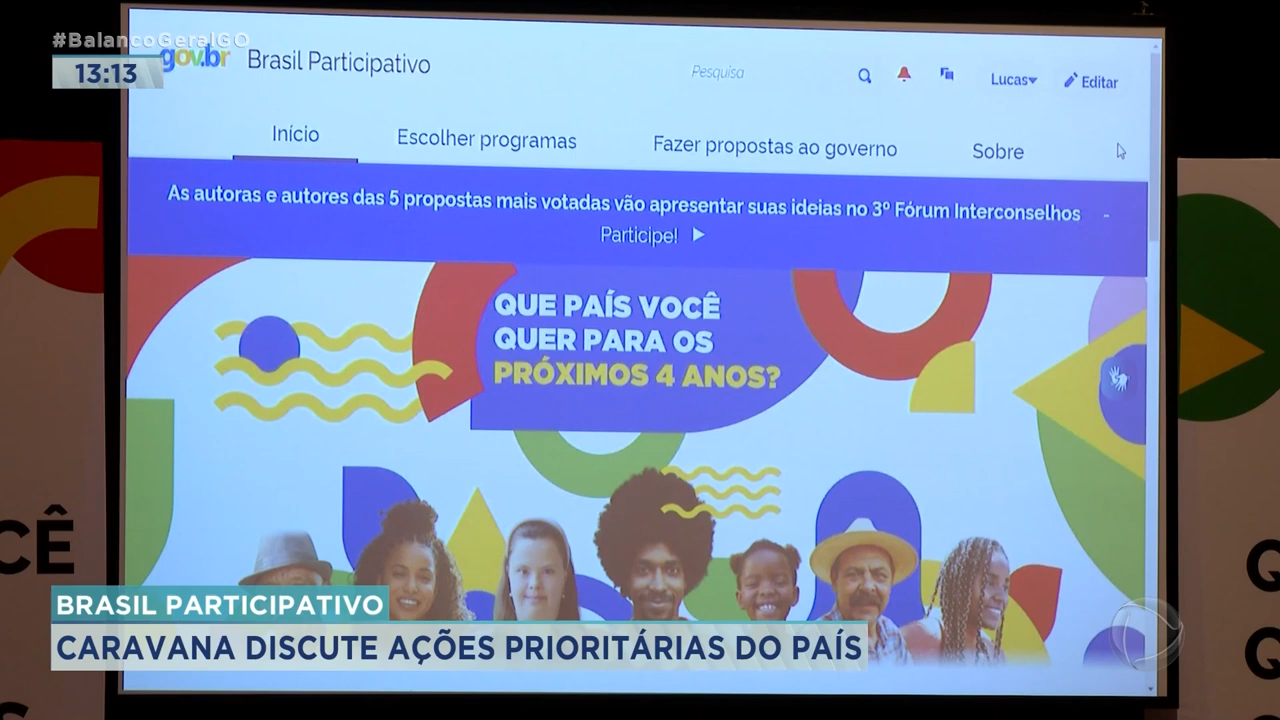 #BalancoGeralGO
13:13
gov.br Brasil Participativo
Pesquisa
Lucas
Editar
Início
Escolher programas
Fazer propostas ao governo
Sobre
As autoras e autores das 5 propostas mais votadas vão apresentar suas ideias no 3º Fórum Interconselhos
Participe!
QUE PAÍS VOCÊ
QUER PARA OS
PRÓXIMOS 4 ANOS?
CÊ
Q
Q
BRASIL PARTICIPATIVO
CARAVANA DISCUTE AÇÕES PRIORITÁRIAS DO PAÍS